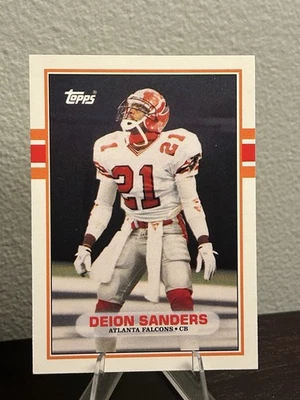 Topps
21
21
DEION SANDERS
ATLANTA FALCONS • CB